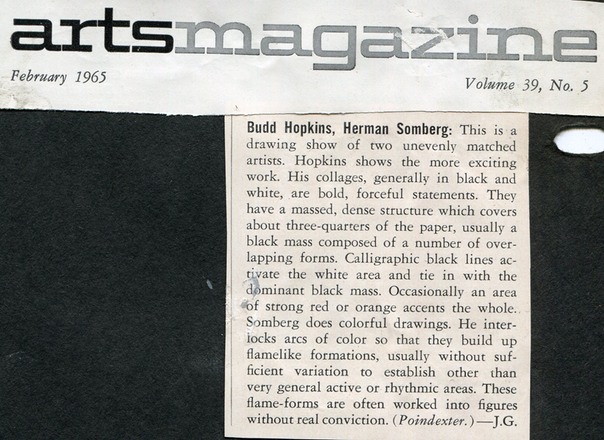 artsmagazine
February 1965
Volume 39, No. 5
Budd Hopkins, Herman Somberg: This is a
drawing show of two unevenly matched
artists. Hopkins shows the more exciting
work. His collages, generally in black and
white, are bold, forceful statements. They
have a massed, dense structure which covers
about three-quarters of the paper, usually a
black mass composed of a number of over-
lapping forms. Calligraphic black lines ac-
tivate the white area and tie in with the
dominant black mass. Occasionally an area
of strong red or orange accents the whole.
Somberg does colorful drawings. He inter-
locks arcs of color so that they build up
flamelike formations, usually without suf-
ficient variation to establish other than
very general active or rhythmic areas. These
flame-forms are often worked into figures
without real conviction. (Poindexter.)—J.G.